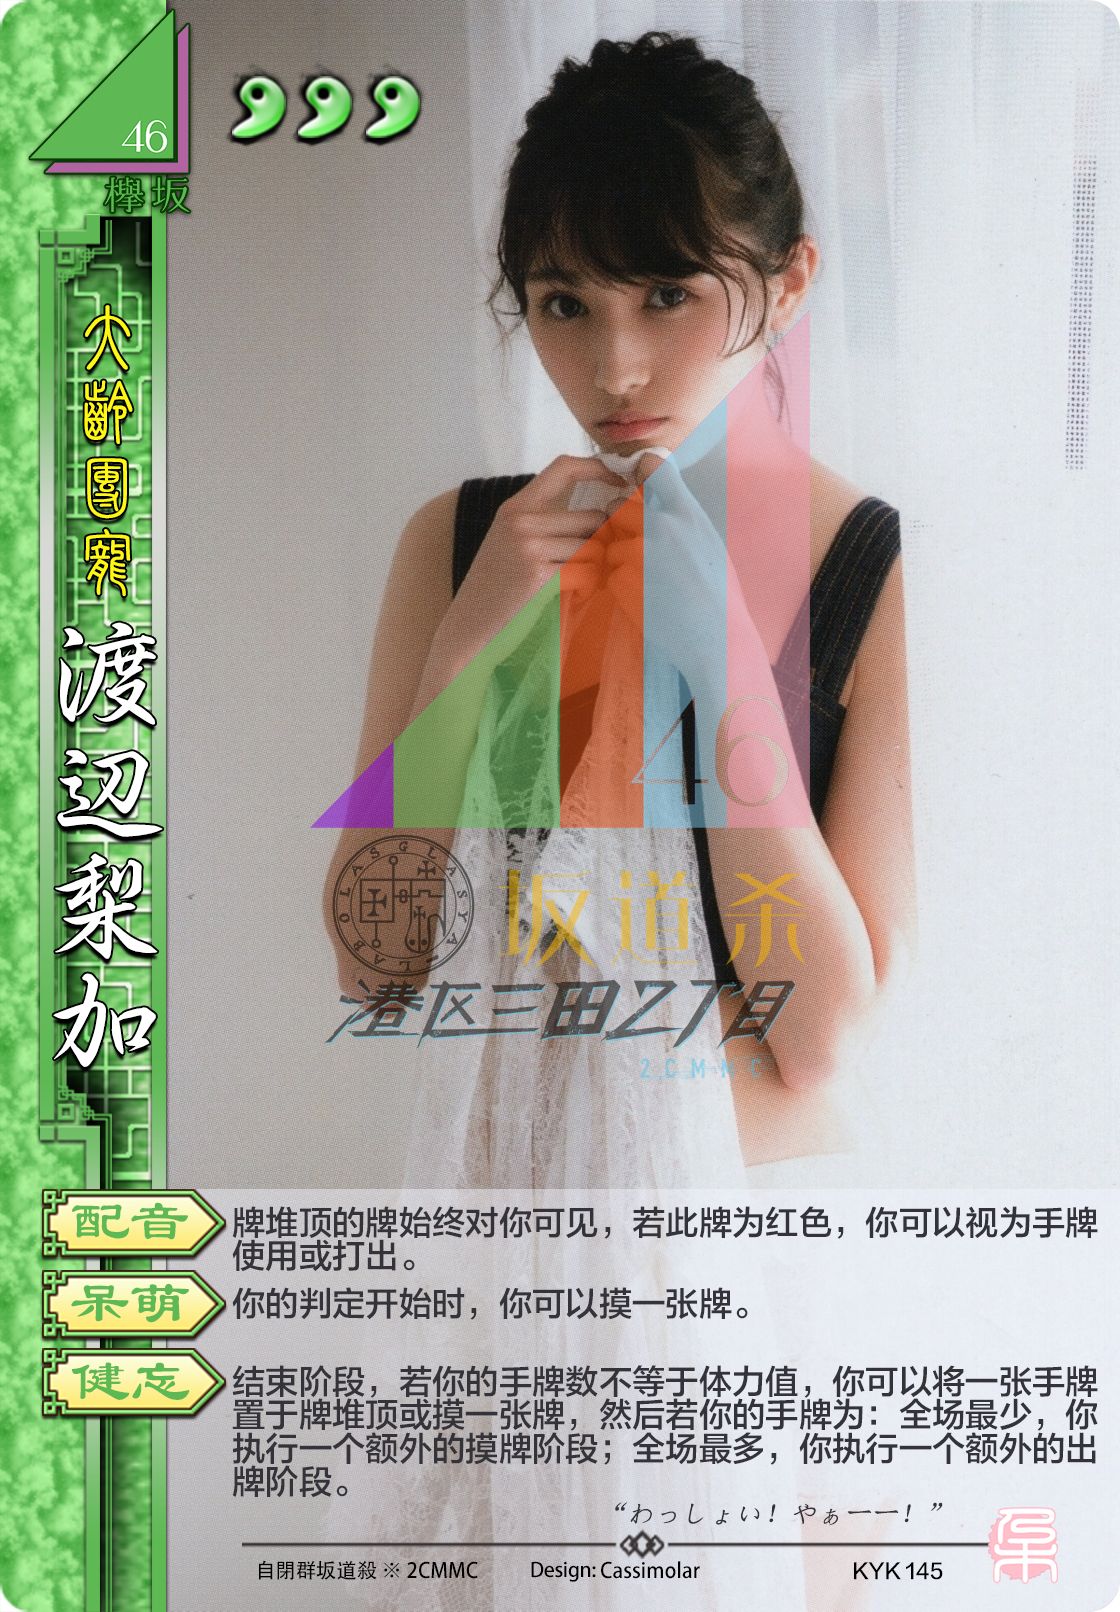 46
欅坂
大齡團寵
渡辺梨加
46
GLASYALABOLAS
坂道杀
港区三田2丁目
2CMMC
配音
牌堆顶的牌始终对你可见，若此牌为红色，你可以视为手牌
使用或打出。
呆萌
你的判定开始时，你可以摸一张牌。
健忘
结束阶段，若你的手牌数不等于体力值，你可以将一张手牌
置于牌堆顶或摸一张牌，然后若你的手牌为：全场最少，你
执行一个额外的摸牌阶段；全场最多，你执行一个额外的出
牌阶段。
“わっしょい！やぁーー！”
自閉群坂道殺 ※ 2CMMC
Design: Cassimolar
KYK 145